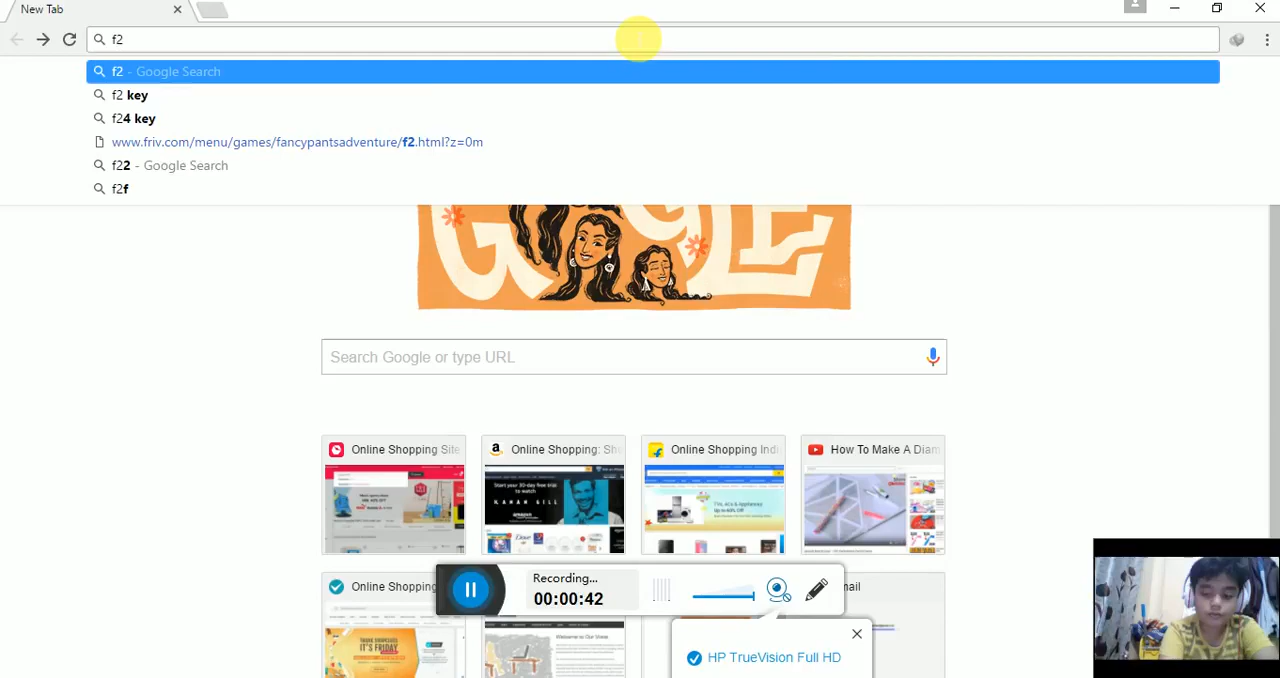 New Tab
f2
f2 - Google Search
f2 key
f24 key
www.friv.com/menu/games/fancypantsadventure/f2.html?z=0m
f22 - Google Search
f2f
Search Google or type URL
Online Shopping Site
Online Shopping: Sh
Online Shopping Indi
How To Make A Diam
Online Shopping
mail
Recording...
00:00:42
HP TrueVision Full HD